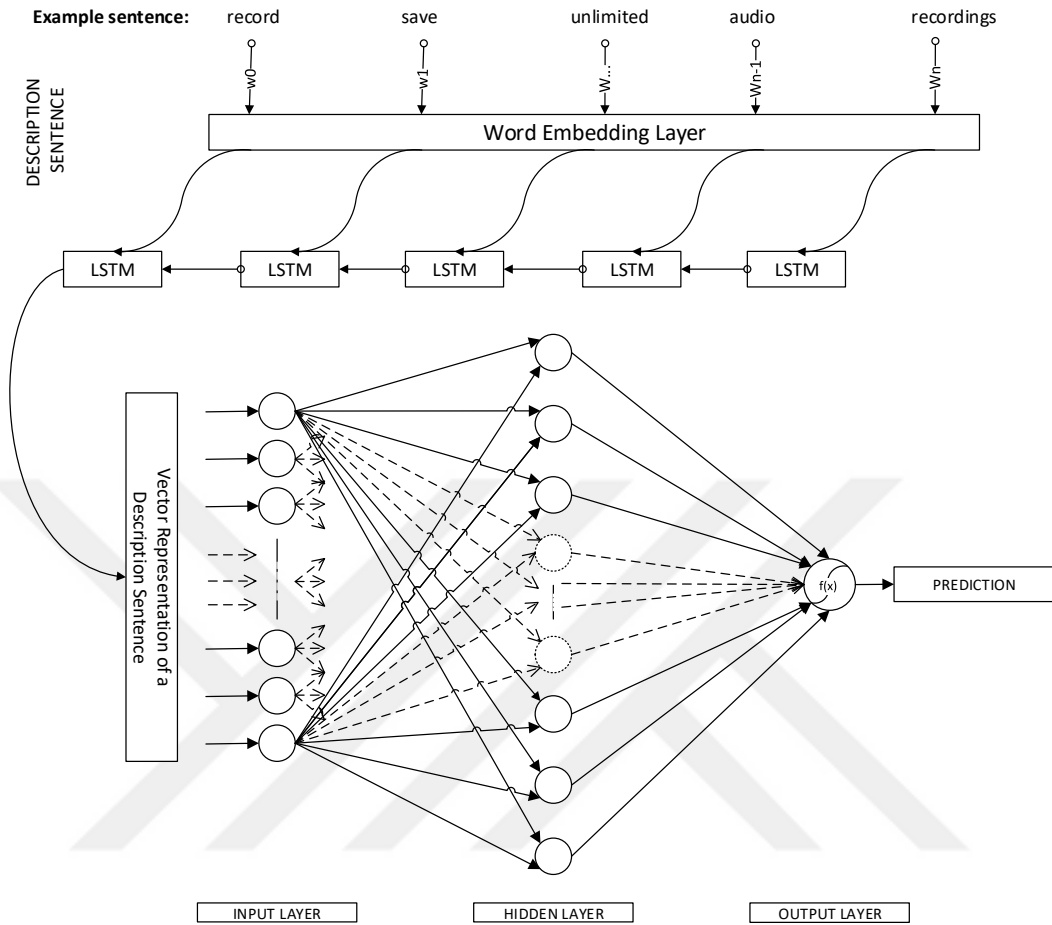 Example sentence: record save unlimited audio recordings
w0 w1 W... Wn-1 Wn
DESCRIPTION
SENTENCE
Word Embedding Layer
LSTM LSTM LSTM LSTM LSTM
Vector Representation of a
Description Sentence
f(x)
PREDICTION
INPUT LAYER HIDDEN LAYER OUTPUT LAYER